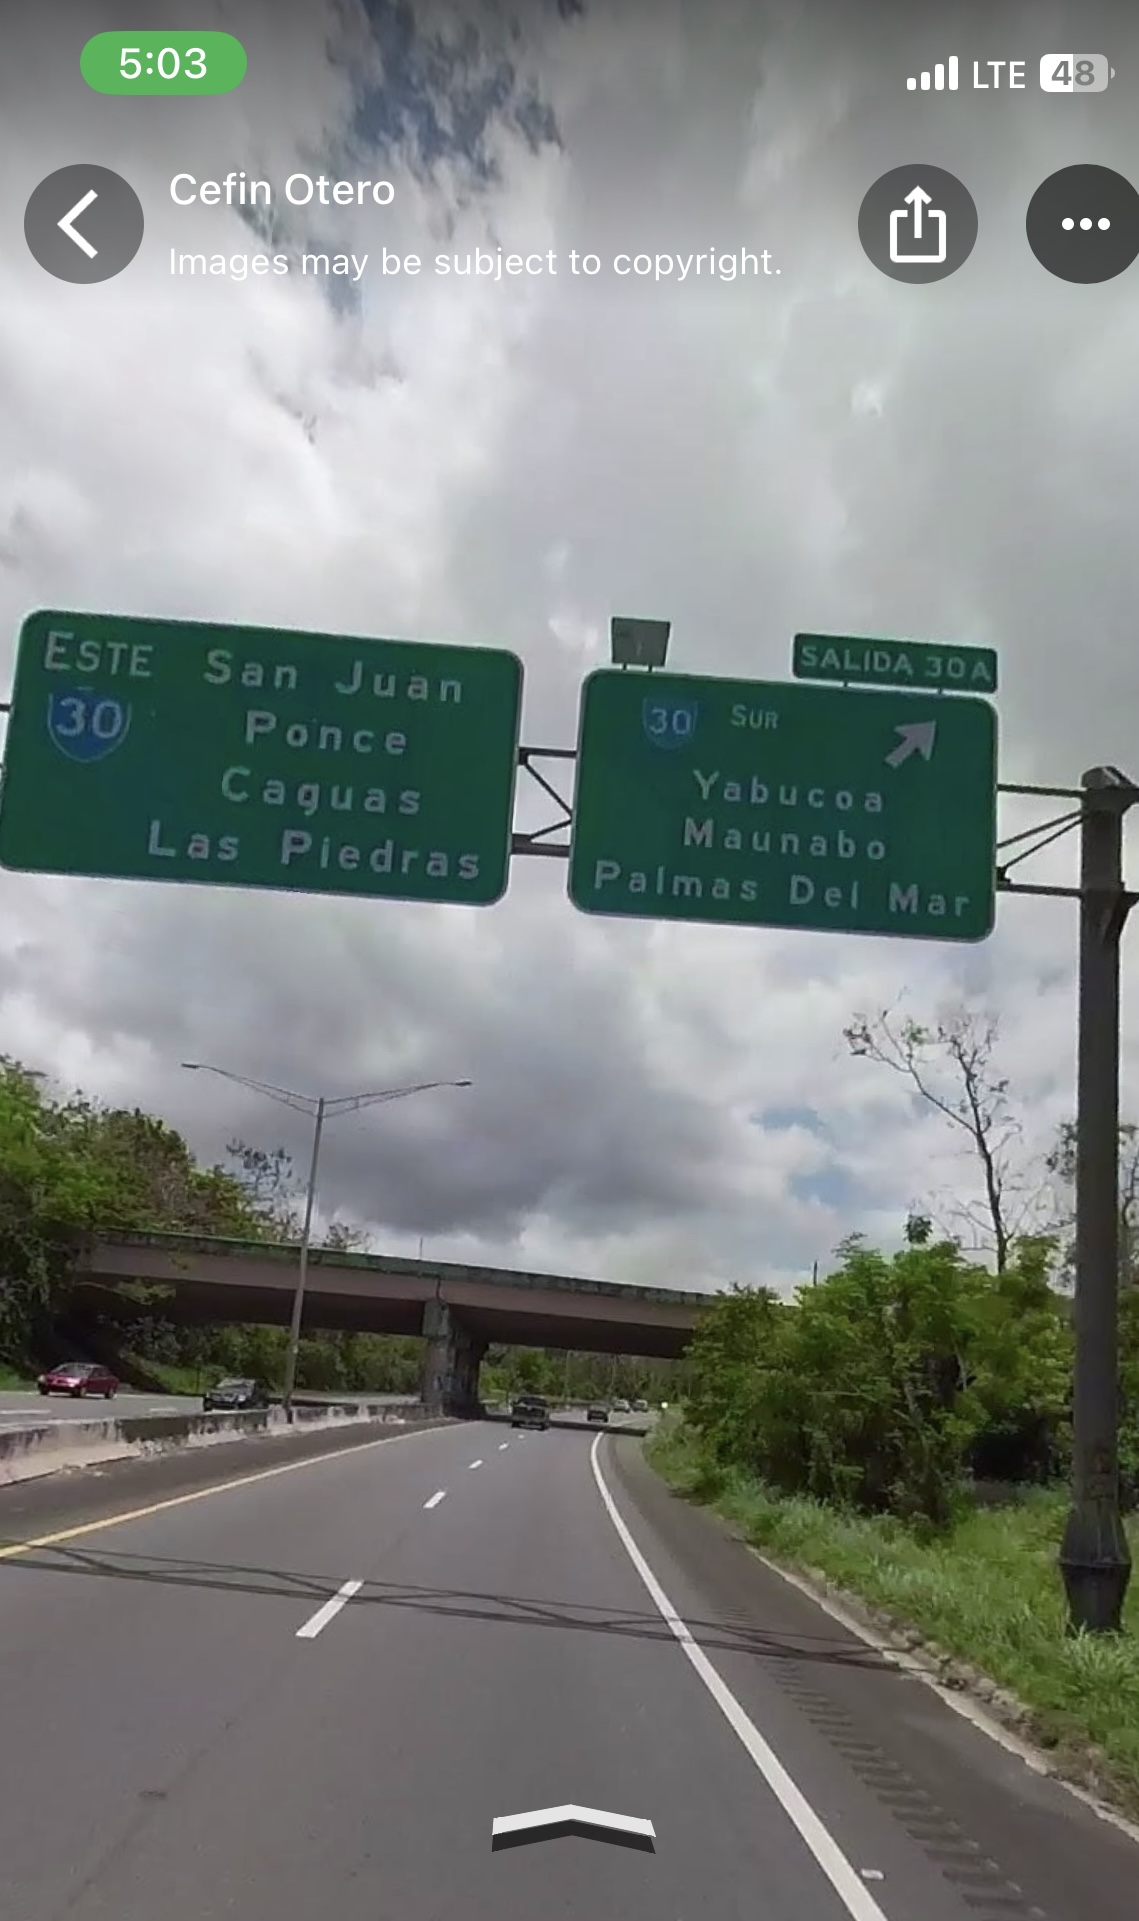 5:03
LTE 48
Cefin Otero
Images may be subject to copyright.
ESTE San Juan
30 Ponce
Caguas
Las Piedras
SALIDA 30A
30 SUR
Yabucoa
Maunabo
Palmas Del Mar